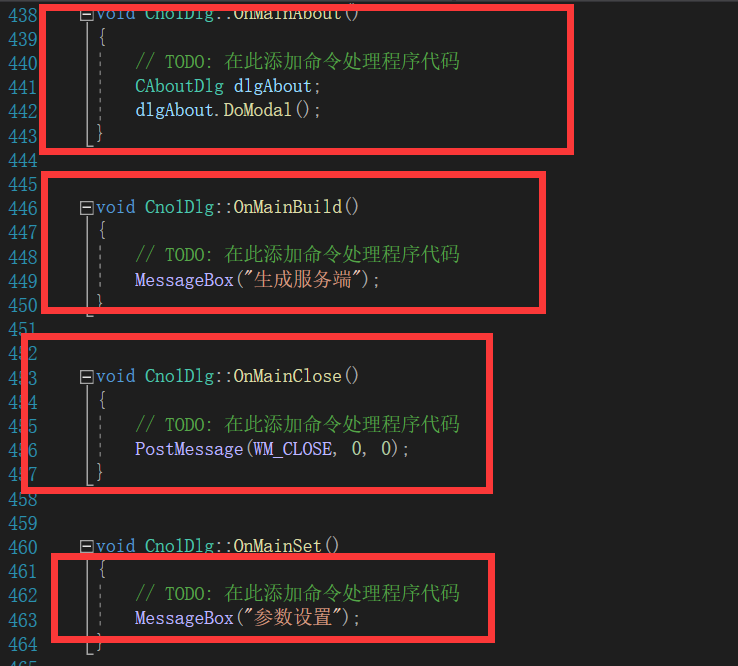 438 void CnolDlg::OnMainAbout()
439 {
440 // TODO: 在此添加命令处理程序代码
441 CAboutDlg dlgAbout;
442 dlgAbout.DoModal();
443 }
444
445
446 void CnolDlg::OnMainBuild()
447 {
448 // TODO: 在此添加命令处理程序代码
449 MessageBox("生成服务端");
450 }
451
452
453 void CnolDlg::OnMainClose()
454 {
455 // TODO: 在此添加命令处理程序代码
456 PostMessage(WM_CLOSE, 0, 0);
457 }
458
459
460 void CnolDlg::OnMainSet()
461 {
462 // TODO: 在此添加命令处理程序代码
463 MessageBox("参数设置");
464 }